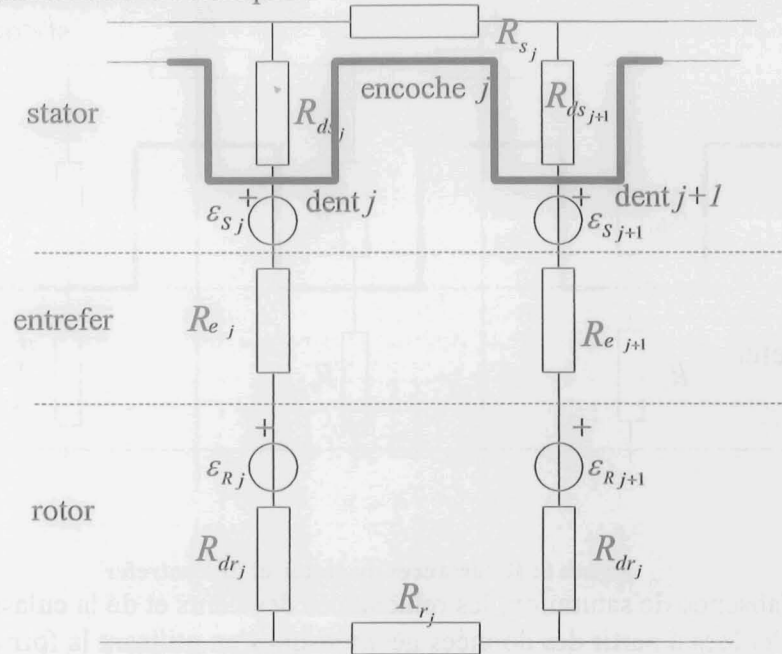 R_{s_j}
encoche j
stator
R_{ds_j}
R_{ds_{j+1}}
dent j
dent j+1
+
+
ε_{S j}
ε_{S j+1}
entrefer
R_{e j}
R_{e j+1}
+
+
ε_{R j}
ε_{R j+1}
rotor
R_{dr_j}
R_{dr_j}
R_{r_j}